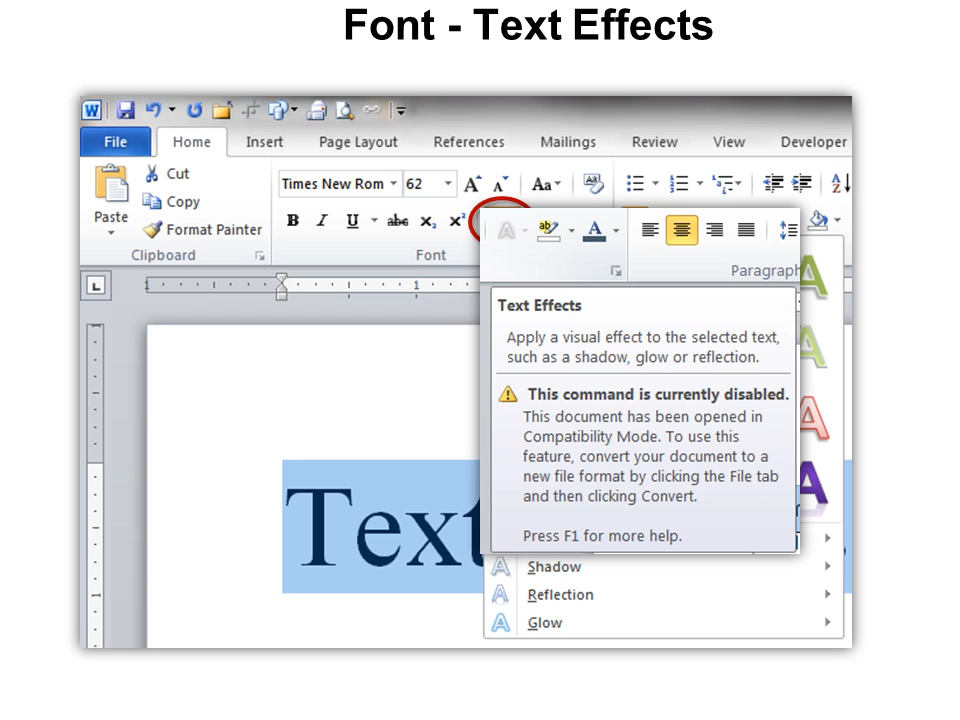 Font - Text Effects
W
File Home Insert Page Layout References Mailings Review View Developer
Cut
Copy
Format Painter
Paste
Clipboard
Times New Rom 62 A A Aa
B I U abc x₂ x²
Font
Paragraph
Text Effects
Apply a visual effect to the selected text,
such as a shadow, glow or reflection.
This command is currently disabled.
This document has been opened in
Compatibility Mode. To use this
feature, convert your document to a
new file format by clicking the File tab
and then clicking Convert.
Press F1 for more help.
Text
Shadow
Reflection
Glow